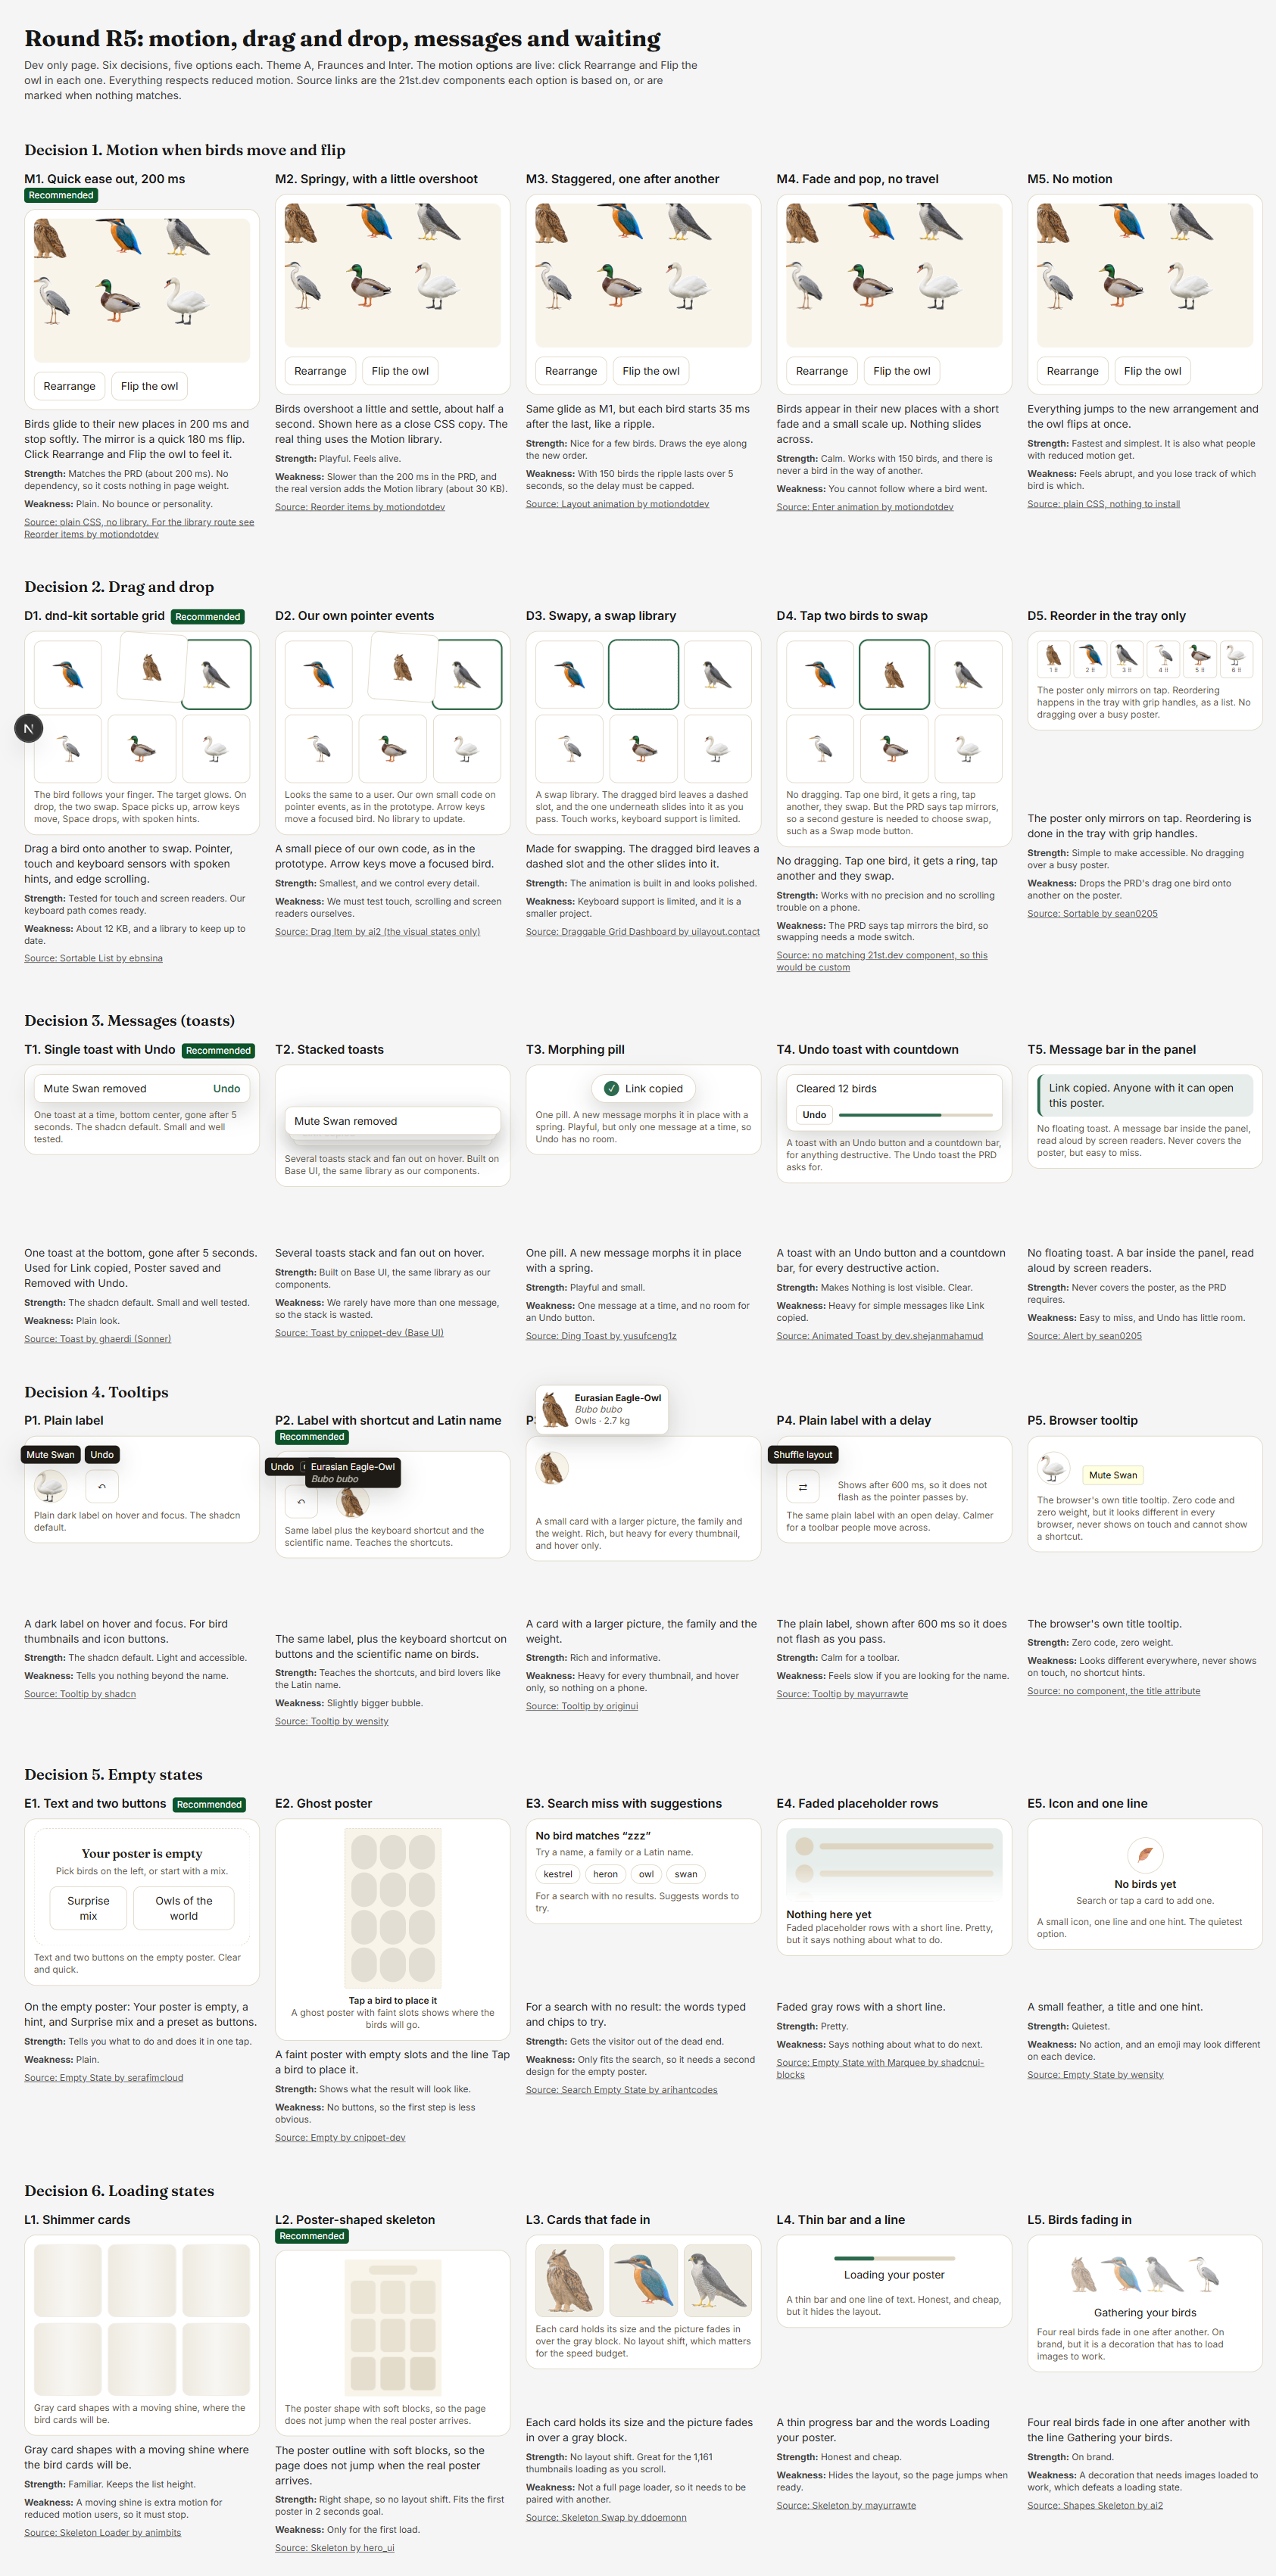 Round R5: motion, drag and drop, messages and waiting
Dev only page. Six decisions, five options each. Theme A, Fraunces and Inter. The motion options are live: click Rearrange and Flip the
owl in each one. Everything respects reduced motion. Source links are the 21st.dev components each option is based on, or are
marked when nothing matches.
Decision 1. Motion when birds move and flip
M1. Quick ease out, 200 ms
Recommended
Rearrange
Flip the owl
Birds glide to their new places in 200 ms and
stop softly. The mirror is a quick 180 ms flip.
Click Rearrange and Flip the owl to feel it.
Strength: Matches the PRD (about 200 ms). No
dependency, so it costs nothing in page weight.
Weakness: Plain. No bounce or personality.
Source: plain CSS, no library. For the library route see
Reorder items by motiondotdev
M2. Springy, with a little overshoot
Rearrange
Flip the owl
Birds overshoot a little and settle, about half a
second. Shown here as a close CSS copy. The
real thing uses the Motion library.
Strength: Playful. Feels alive.
Weakness: Slower than the 200 ms in the PRD, and
the real version adds the Motion library (about 30 KB).
Source: Reorder items by motiondotdev
M3. Staggered, one after another
Rearrange
Flip the owl
Same glide as M1, but each bird starts 35 ms
after the last, like a ripple.
Strength: Nice for a few birds. Draws the eye along
the new order.
Weakness: With 150 birds the ripple lasts over 5
seconds, so the delay must be capped.
Source: Layout animation by motiondotdev
M4. Fade and pop, no travel
Rearrange
Flip the owl
Birds appear in their new places with a short
fade and a small scale up. Nothing slides
across.
Strength: Calm. Works with 150 birds, and there is
never a bird in the way of another.
Weakness: You cannot follow where a bird went.
Source: Enter animation by motiondotdev
M5. No motion
Rearrange
Flip the owl
Everything jumps to the new arrangement and
the owl flips at once.
Strength: Fastest and simplest. It is also what people
with reduced motion get.
Weakness: Feels abrupt, and you lose track of which
bird is which.
Source: plain CSS, nothing to install
Decision 2. Drag and drop
D1. dnd-kit sortable grid
Recommended
N
The bird follows your finger. The target glows. On
drop, the two swap. Space picks up, arrow keys
move, Space drops, with spoken hints.
Drag a bird onto another to swap. Pointer,
touch and keyboard sensors with spoken
hints, and edge scrolling.
Strength: Tested for touch and screen readers. Our
keyboard path comes ready.
Weakness: About 12 KB, and a library to keep up to
date.
Source: Sortable List by ebnsina
D2. Our own pointer events
Looks the same to a user. Our own small code on
pointer events, as in the prototype. Arrow keys
move a focused bird. No library to update.
A small piece of our own code, as in the
prototype. Arrow keys move a focused bird.
Strength: Smallest, and we control every detail.
Weakness: We must test touch, scrolling and screen
readers ourselves.
Source: Drag Item by ai2 (the visual states only)
D3. Swapy, a swap library
A swap library. The dragged bird leaves a dashed
slot, and the one underneath slides into it as you
pass. Touch works, keyboard support is limited.
Made for swapping. The dragged bird leaves a
dashed slot and the other slides into it.
Strength: The animation is built in and looks polished.
Weakness: Keyboard support is limited, and it is a
smaller project.
Source: Draggable Grid Dashboard by uilayout.contact
D4. Tap two birds to swap
No dragging. Tap one bird, it gets a ring, tap
another, they swap. But the PRD says tap mirrors,
so a second gesture is needed to choose swap,
such as a Swap mode button.
No dragging. Tap one bird, it gets a ring, tap
another and they swap.
Strength: Works with no precision and no scrolling
trouble on a phone.
Weakness: The PRD says tap mirrors the bird, so
swapping needs a mode switch.
Source: no matching 21st.dev component, so this
would be custom
D5. Reorder in the tray only
1 ⠿ 2 ⠿ 3 ⠿ 4 ⠿ 5 ⠿ 6 ⠿
The poster only mirrors on tap. Reordering
happens in the tray with grip handles, as a list. No
dragging over a busy poster.
The poster only mirrors on tap. Reordering is
done in the tray with grip handles.
Strength: Simple to make accessible. No dragging
over a busy poster.
Weakness: Drops the PRD's drag one bird onto
another on the poster.
Source: Sortable by sean0205
Decision 3. Messages (toasts)
T1. Single toast with Undo
Recommended
Mute Swan removed
Undo
One toast at a time, bottom center, gone after 5
seconds. The shadcn default. Small and well
tested.
One toast at the bottom, gone after 5 seconds.
Used for Link copied, Poster saved and
Removed with Undo.
Strength: The shadcn default. Small and well tested.
Weakness: Plain look.
Source: Toast by ghaerdi (Sonner)
T2. Stacked toasts
Mute Swan removed
Several toasts stack and fan out on hover. Built on
Base UI, the same library as our components.
Several toasts stack and fan out on hover.
Strength: Built on Base UI, the same library as our
components.
Weakness: We rarely have more than one message,
so the stack is wasted.
Source: Toast by cnippet-dev (Base UI)
T3. Morphing pill
Link copied
One pill. A new message morphs it in place with a
spring. Playful, but only one message at a time, so
Undo has no room.
One pill. A new message morphs it in place
with a spring.
Strength: Playful and small.
Weakness: One message at a time, and no room for
an Undo button.
Source: Ding Toast by yusufceng1z
T4. Undo toast with countdown
Cleared 12 birds
Undo
A toast with an Undo button and a countdown bar,
for anything destructive. The Undo toast the PRD
asks for.
A toast with an Undo button and a countdown
bar, for every destructive action.
Strength: Makes Nothing is lost visible. Clear.
Weakness: Heavy for simple messages like Link
copied.
Source: Animated Toast by dev.shejanmahamud
T5. Message bar in the panel
Link copied. Anyone with it can open
this poster.
No floating toast. A message bar inside the panel,
read aloud by screen readers. Never covers the
poster, but easy to miss.
No floating toast. A bar inside the panel, read
aloud by screen readers.
Strength: Never covers the poster, as the PRD
requires.
Weakness: Easy to miss, and Undo has little room.
Source: Alert by sean0205
Decision 4. Tooltips
P1. Plain label
Mute Swan
Undo
Plain dark label on hover and focus. The shadcn
default.
A dark label on hover and focus. For bird
thumbnails and icon buttons.
Strength: The shadcn default. Light and accessible.
Weakness: Tells you nothing beyond the name.
Source: Tooltip by shadcn
P2. Label with shortcut and Latin name
Recommended
Undo
Eurasian Eagle-Owl
Bubo bubo
Same label plus the keyboard shortcut and the
scientific name. Teaches the shortcuts.
The same label, plus the keyboard shortcut on
buttons and the scientific name on birds.
Strength: Teaches the shortcuts, and bird lovers like
the Latin name.
Weakness: Slightly bigger bubble.
Source: Tooltip by wensity
Eurasian Eagle-Owl
Bubo bubo
Owls · 2.7 kg
A small card with a larger picture, the family and
the weight. Rich, but heavy for every thumbnail,
and hover only.
A card with a larger picture, the family and the
weight.
Strength: Rich and informative.
Weakness: Heavy for every thumbnail, and hover
only, so nothing on a phone.
Source: Tooltip by originui
P4. Plain label with a delay
Shuffle layout
Shows after 600 ms, so it does not
flash as the pointer passes by.
The same plain label with an open delay. Calmer
for a toolbar people move across.
The plain label, shown after 600 ms so it does
not flash as you pass.
Strength: Calm for a toolbar.
Weakness: Feels slow if you are looking for the name.
Source: Tooltip by mayurrawte
P5. Browser tooltip
Mute Swan
The browser's own title tooltip. Zero code and
zero weight, but it looks different in every
browser, never shows on touch and cannot show
a shortcut.
The browser's own title tooltip.
Strength: Zero code, zero weight.
Weakness: Looks different everywhere, never shows
on touch, no shortcut hints.
Source: no component, the title attribute
Decision 5. Empty states
E1. Text and two buttons
Recommended
Your poster is empty
Pick birds on the left, or start with a mix.
Surprise
mix
Owls of the
world
Text and two buttons on the empty poster. Clear
and quick.
On the empty poster: Your poster is empty, a
hint, and Surprise mix and a preset as buttons.
Strength: Tells you what to do and does it in one tap.
Weakness: Plain.
Source: Empty State by serafimcloud
E2. Ghost poster
Tap a bird to place it
A ghost poster with faint slots shows where the
birds will go.
A faint poster with empty slots and the line Tap
a bird to place it.
Strength: Shows what the result will look like.
Weakness: No buttons, so the first step is less
obvious.
Source: Empty by cnippet-dev
E3. Search miss with suggestions
No bird matches “zzz”
Try a name, a family or a Latin name.
kestrel
heron
owl
swan
For a search with no results. Suggests words to
try.
For a search with no result: the words typed
and chips to try.
Strength: Gets the visitor out of the dead end.
Weakness: Only fits the search, so it needs a second
design for the empty poster.
Source: Search Empty State by arihantcodes
E4. Faded placeholder rows
Nothing here yet
Faded placeholder rows with a short line. Pretty,
but it says nothing about what to do.
Faded gray rows with a short line.
Strength: Pretty.
Weakness: Says nothing about what to do next.
Source: Empty State with Marquee by shadcnui-
blocks
E5. Icon and one line
No birds yet
Search or tap a card to add one.
A small icon, one line and one hint. The quietest
option.
A small feather, a title and one hint.
Strength: Quietest.
Weakness: No action, and an emoji may look different
on each device.
Source: Empty State by wensity
Decision 6. Loading states
L1. Shimmer cards
Gray card shapes with a moving shine, where the
bird cards will be.
Gray card shapes with a moving shine where
the bird cards will be.
Strength: Familiar. Keeps the list height.
Weakness: A moving shine is extra motion for
reduced motion users, so it must stop.
Source: Skeleton Loader by animbits
L2. Poster-shaped skeleton
Recommended
The poster shape with soft blocks, so the page
does not jump when the real poster arrives.
The poster outline with soft blocks, so the
page does not jump when the real poster
arrives.
Strength: Right shape, so no layout shift. Fits the first
poster in 2 seconds goal.
Weakness: Only for the first load.
Source: Skeleton by hero_ui
L3. Cards that fade in
Each card holds its size and the picture fades in
over a gray block. No layout shift, which matters
for the speed budget.
Each card holds its size and the picture fades
in over a gray block.
Strength: No layout shift. Great for the 1,161
thumbnails loading as you scroll.
Weakness: Not a full page loader, so it needs to be
paired with another.
Source: Skeleton Swap by ddoemonn
L4. Thin bar and a line
Loading your poster
A thin bar and one line of text. Honest, and cheap,
but it hides the layout.
A thin progress bar and the words Loading
your poster.
Strength: Honest and cheap.
Weakness: Hides the layout, so the page jumps when
ready.
Source: Skeleton by mayurrawte
L5. Birds fading in
Gathering your birds
Four real birds fade in one after another. On
brand, but it is a decoration that has to load
images to work.
Four real birds fade in one after another with
the line Gathering your birds.
Strength: On brand.
Weakness: A decoration that needs images loaded to
work, which defeats a loading state.
Source: Shapes Skeleton by ai2